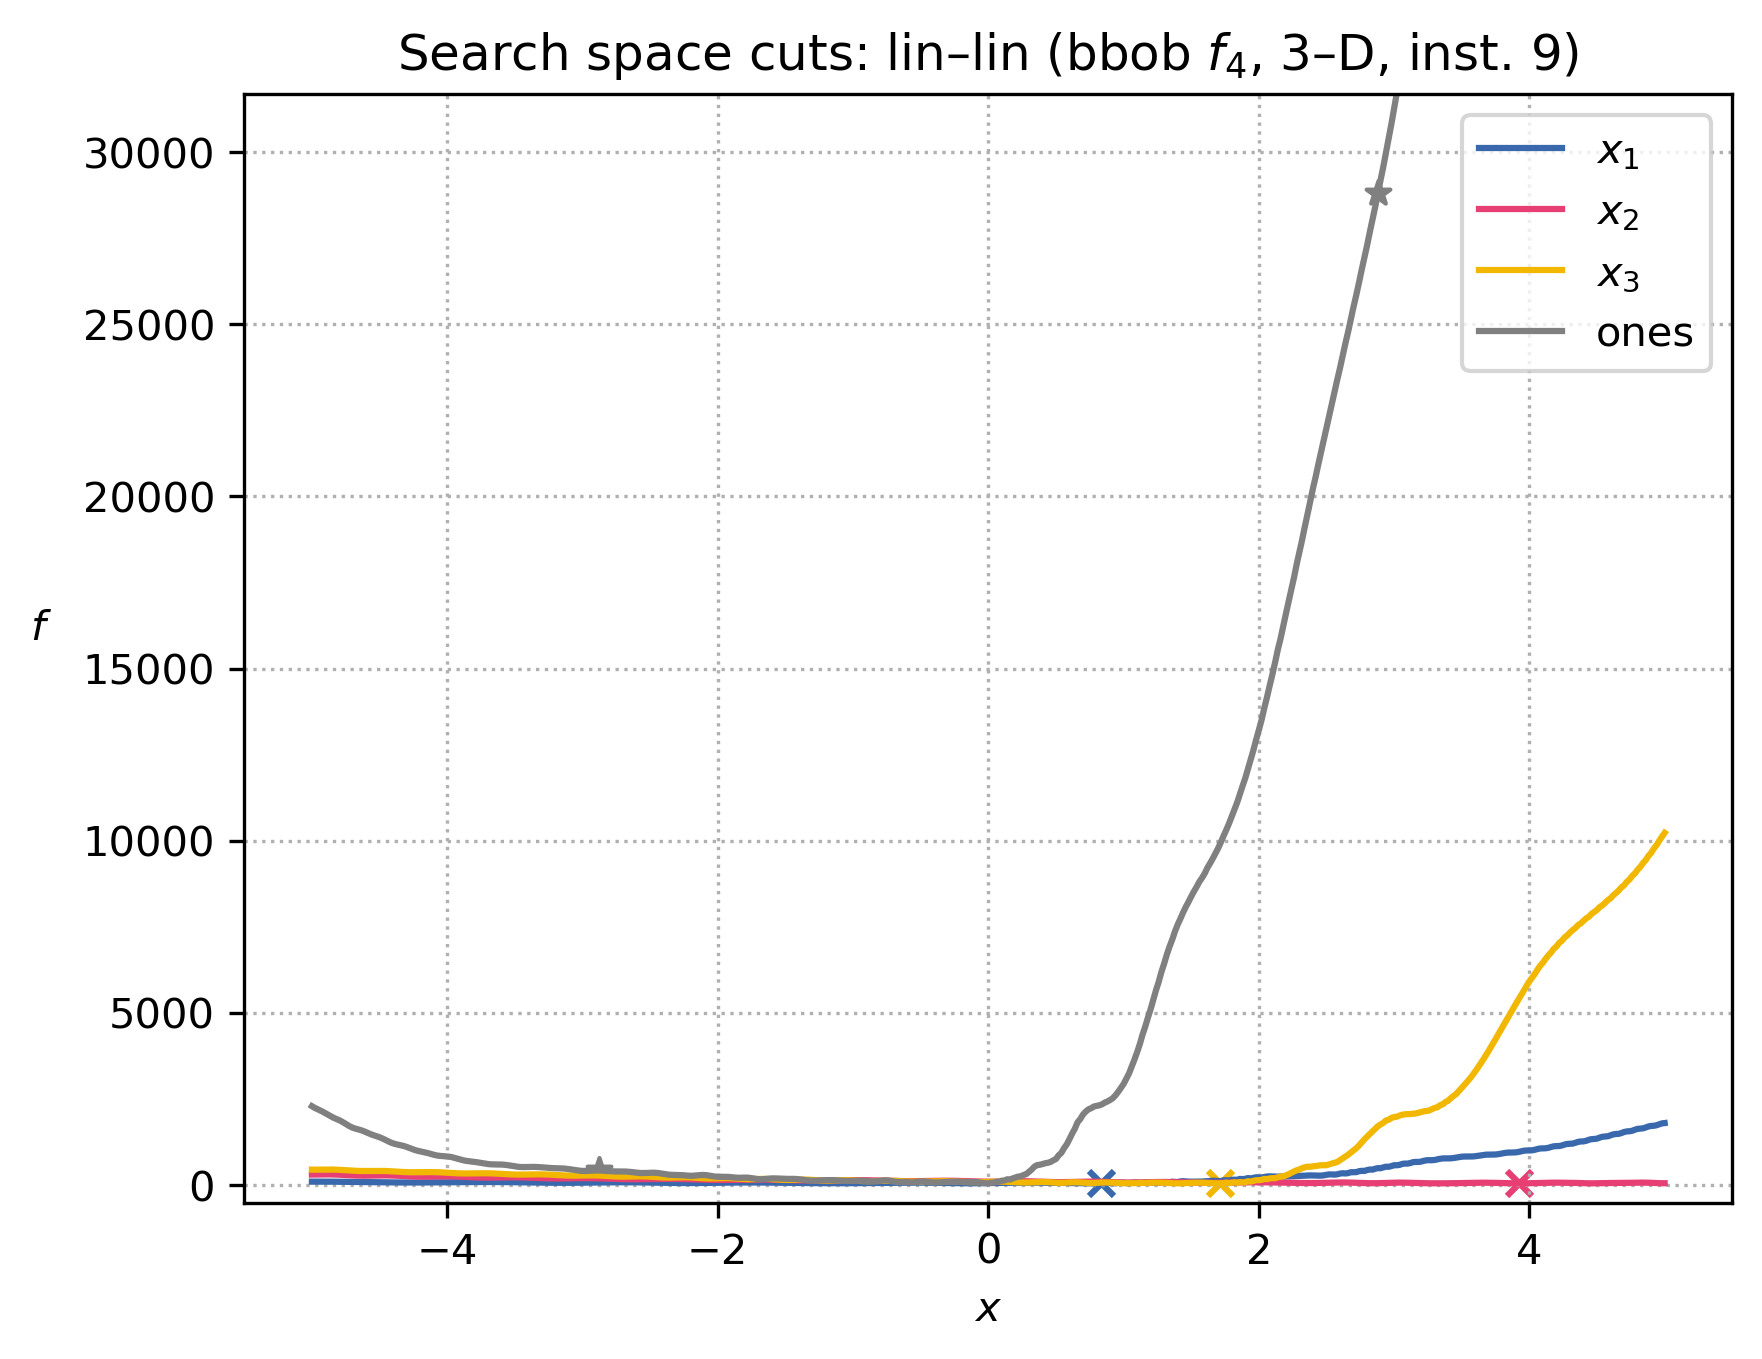 Search space cuts: lin–lin (bbob f₄, 3–D, inst. 9)
30000
25000
20000
15000
10000
5000
0
f
x₁
x₂
x₃
ones
−4 −2 0 2 4
x